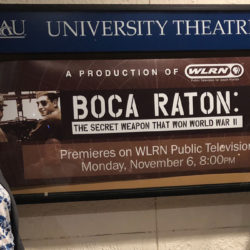 AU UNIVERSITY THEATRE
A PRODUCTION OF WLRN
BOCA RATON:
THE SECRET WEAPON THAT WON WORLD WAR II
Premieres on WLRN Public Television
Monday, November 6, 8:00PM